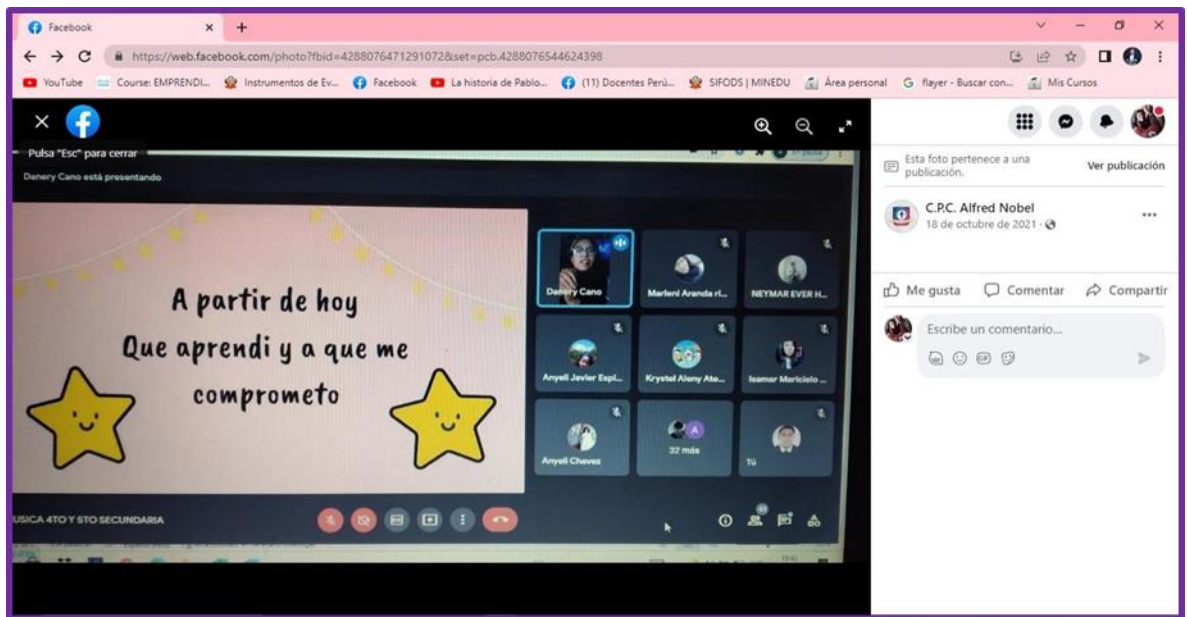 Facebook
https://web.facebook.com/photo?fbid=4288076471291072&set=pcb.4288076544624398
YouTube
Course: EMPRENDI...
Instrumentos de Ev...
Facebook
La historia de Pablo...
(11) Docentes Perú...
SIFODS | MINEDU
Área personal
flayer - Buscar con...
Mis Cursos
Pulsa "Esc" para cerrar
Danery Cano está presentando
A partir de hoy
Que aprendi y a que me
comprometo
Danery Cano
Marleni Aranda ri...
NEYMAR EVER H...
Anyeli Javier Espi...
Krystel Aleny Ate...
Isamar Maricielo ...
Anyeli Chavez
A
32 más
Tú
USICA 4TO Y 5TO SECUNDARIA
Esta foto pertenece a una
publicación.
Ver publicación
C.P.C. Alfred Nobel
18 de octubre de 2021
Me gusta
Comentar
Compartir
Escribe un comentario...
GIF